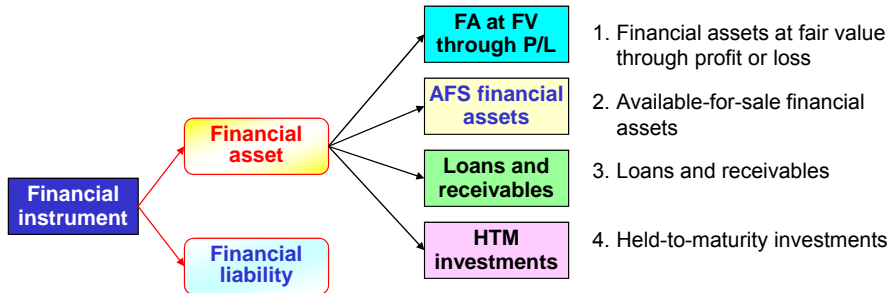 Financial
instrument
Financial
asset
Financial
liability
FA at FV
through P/L
AFS financial
assets
Loans and
receivables
HTM
investments
1. Financial assets at fair value
through profit or loss
2. Available-for-sale financial
assets
3. Loans and receivables
4. Held-to-maturity investments